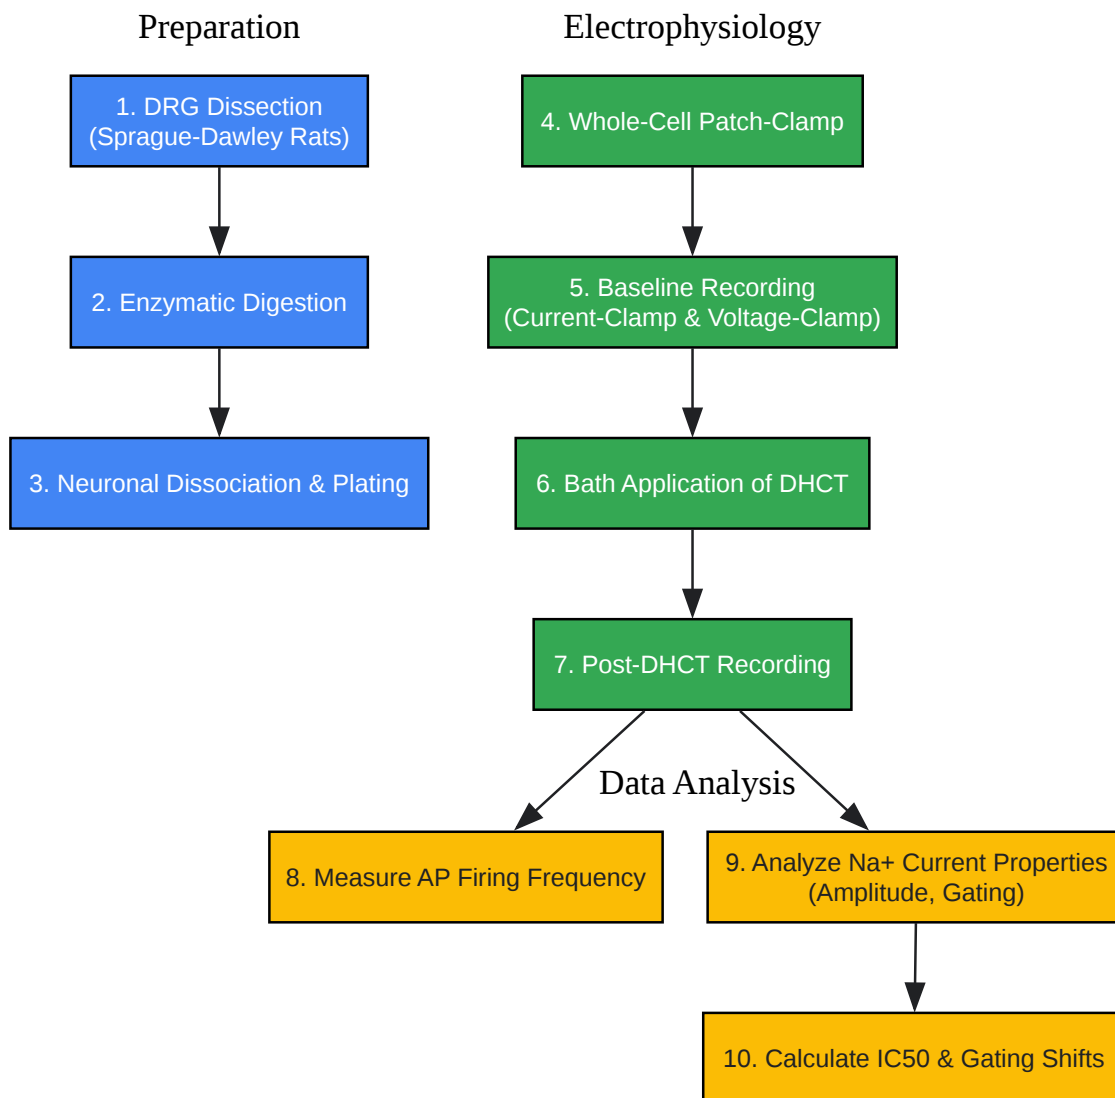 Preparation
1. DRG Dissection
(Sprague-Dawley Rats)
2. Enzymatic Digestion
3. Neuronal Dissociation & Plating
Electrophysiology
4. Whole-Cell Patch-Clamp
5. Baseline Recording
(Current-Clamp & Voltage-Clamp)
6. Bath Application of DHCT
7. Post-DHCT Recording
Data Analysis
8. Measure AP Firing Frequency
9. Analyze Na+ Current Properties
(Amplitude, Gating)
10. Calculate IC50 & Gating Shifts